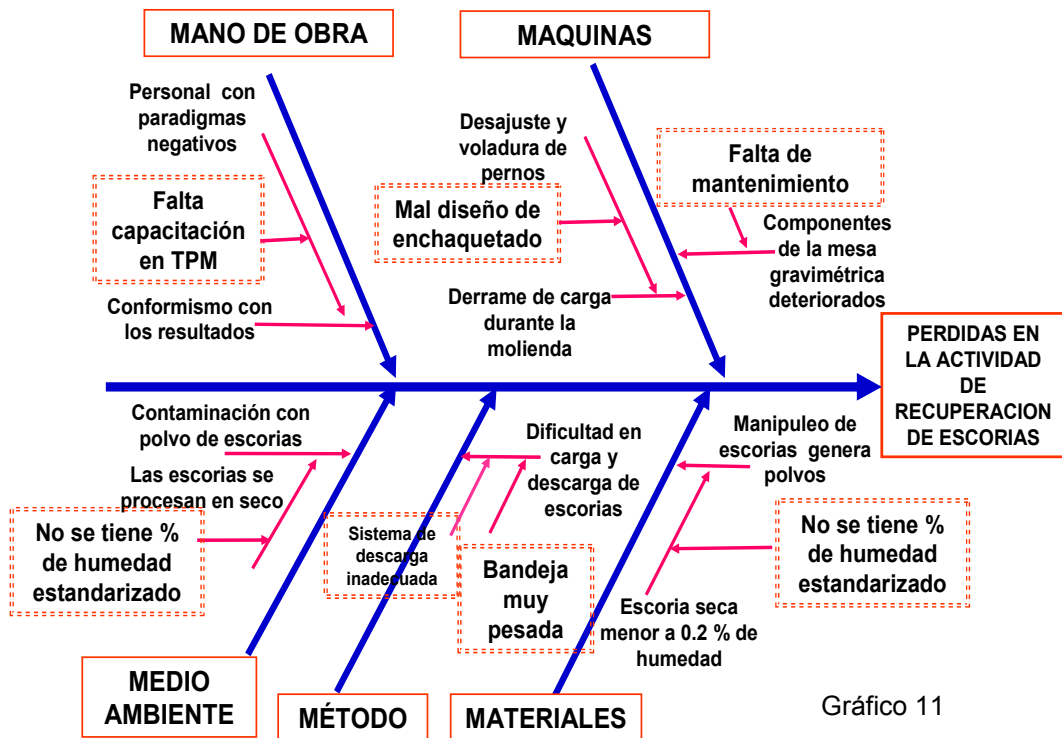 MANO DE OBRA
MAQUINAS
Personal con
paradigmas
negativos
Falta
capacitación
en TPM
Conformismo con
los resultados
Desajuste y
voladura de
pernos
Mal diseño de
enchaquetado
Derrame de carga
durante la
molienda
Falta de
mantenimiento
Componentes
de la mesa
gravimétrica
deteriorados
PERDIDAS EN
LA ACTIVIDAD
DE
RECUPERACION
DE ESCORIAS
Contaminación con
polvo de escorias
Las escorias se
procesan en seco
No se tiene %
de humedad
estandarizado
Dificultad en
carga y
descarga de
escorias
Sistema de
descarga
inadecuada
Bandeja
muy
pesada
Manipuleo de
escorias genera
polvos
No se tiene %
de humedad
estandarizado
Escoria seca
menor a 0.2 % de
humedad
MEDIO
AMBIENTE
MÉTODO
MATERIALES
Gráfico 11